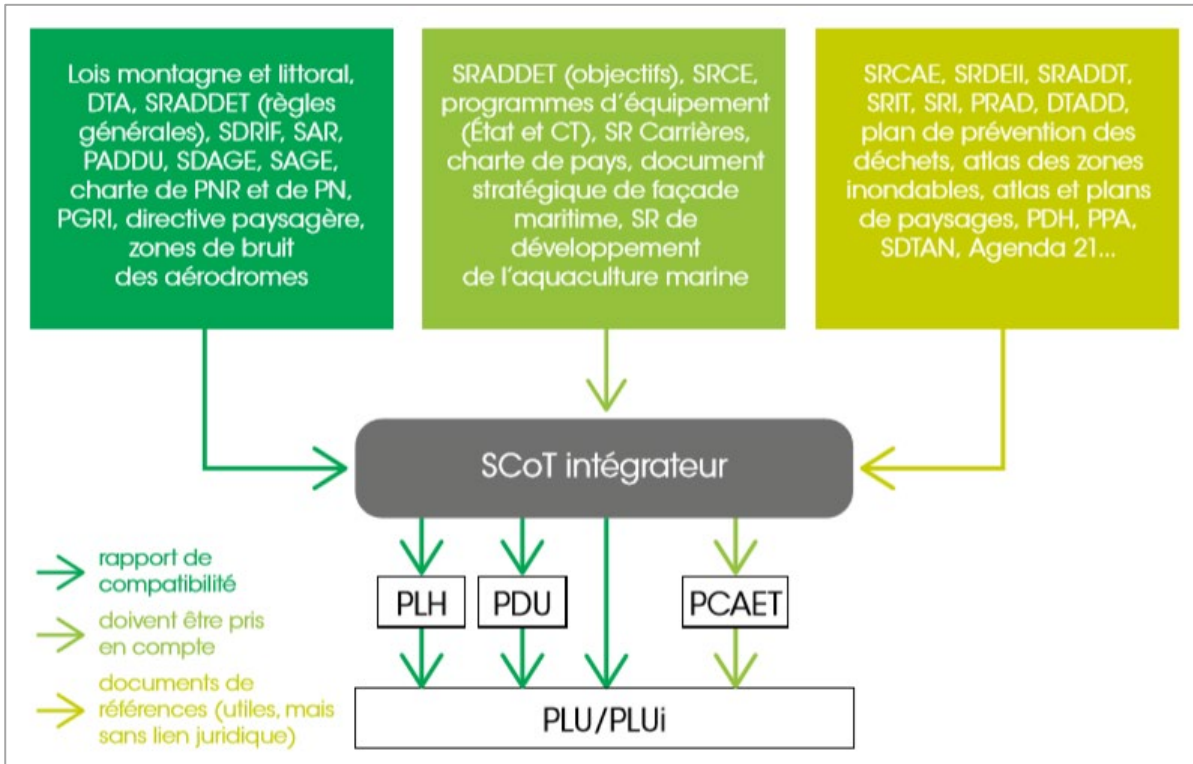 Lois montagne et littoral,
DTA, SRADDET (règles
générales), SDRIF, SAR,
PADDU, SDAGE, SAGE,
charte de PNR et de PN,
PGRI, directive paysagère,
zones de bruit
des aérodromes
SRADDET (objectifs), SRCE,
programmes d'équipement
(État et CT), SR Carrières,
charte de pays, document
stratégique de façade
maritime, SR de
développement
de l'aquaculture marine
SRCAE, SRDEII, SRADDT,
SRIT, SRI, PRAD, DTADD,
plan de prévention des
déchets, atlas des zones
inondables, atlas et plans
de paysages, PDH, PPA,
SDTAN, Agenda 21...
SCoT intégrateur
rapport de
compatibilité
doivent être pris
en compte
documents de
références (utiles, mais
sans lien juridique)
PLH
PDU
PCAET
PLU/PLUi